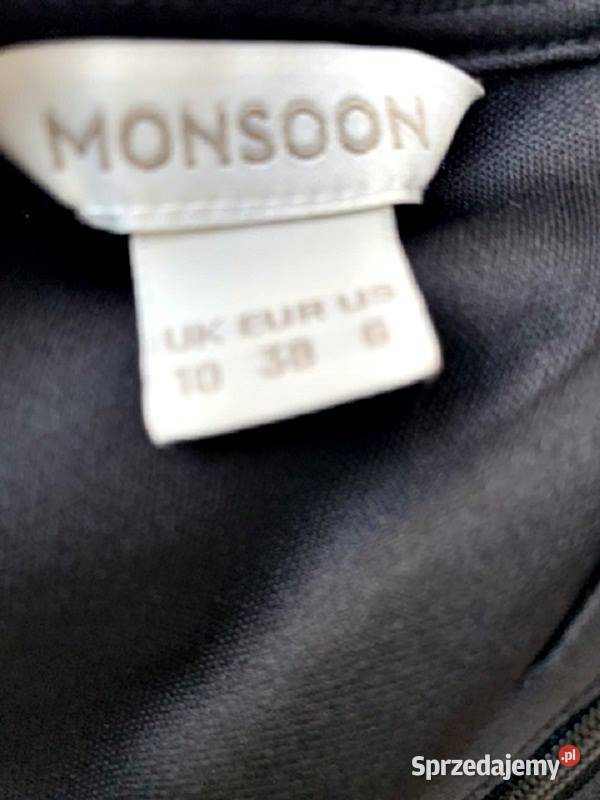 MONSOON
UK EUR US
10 38 6
Sprzedajemy.pl